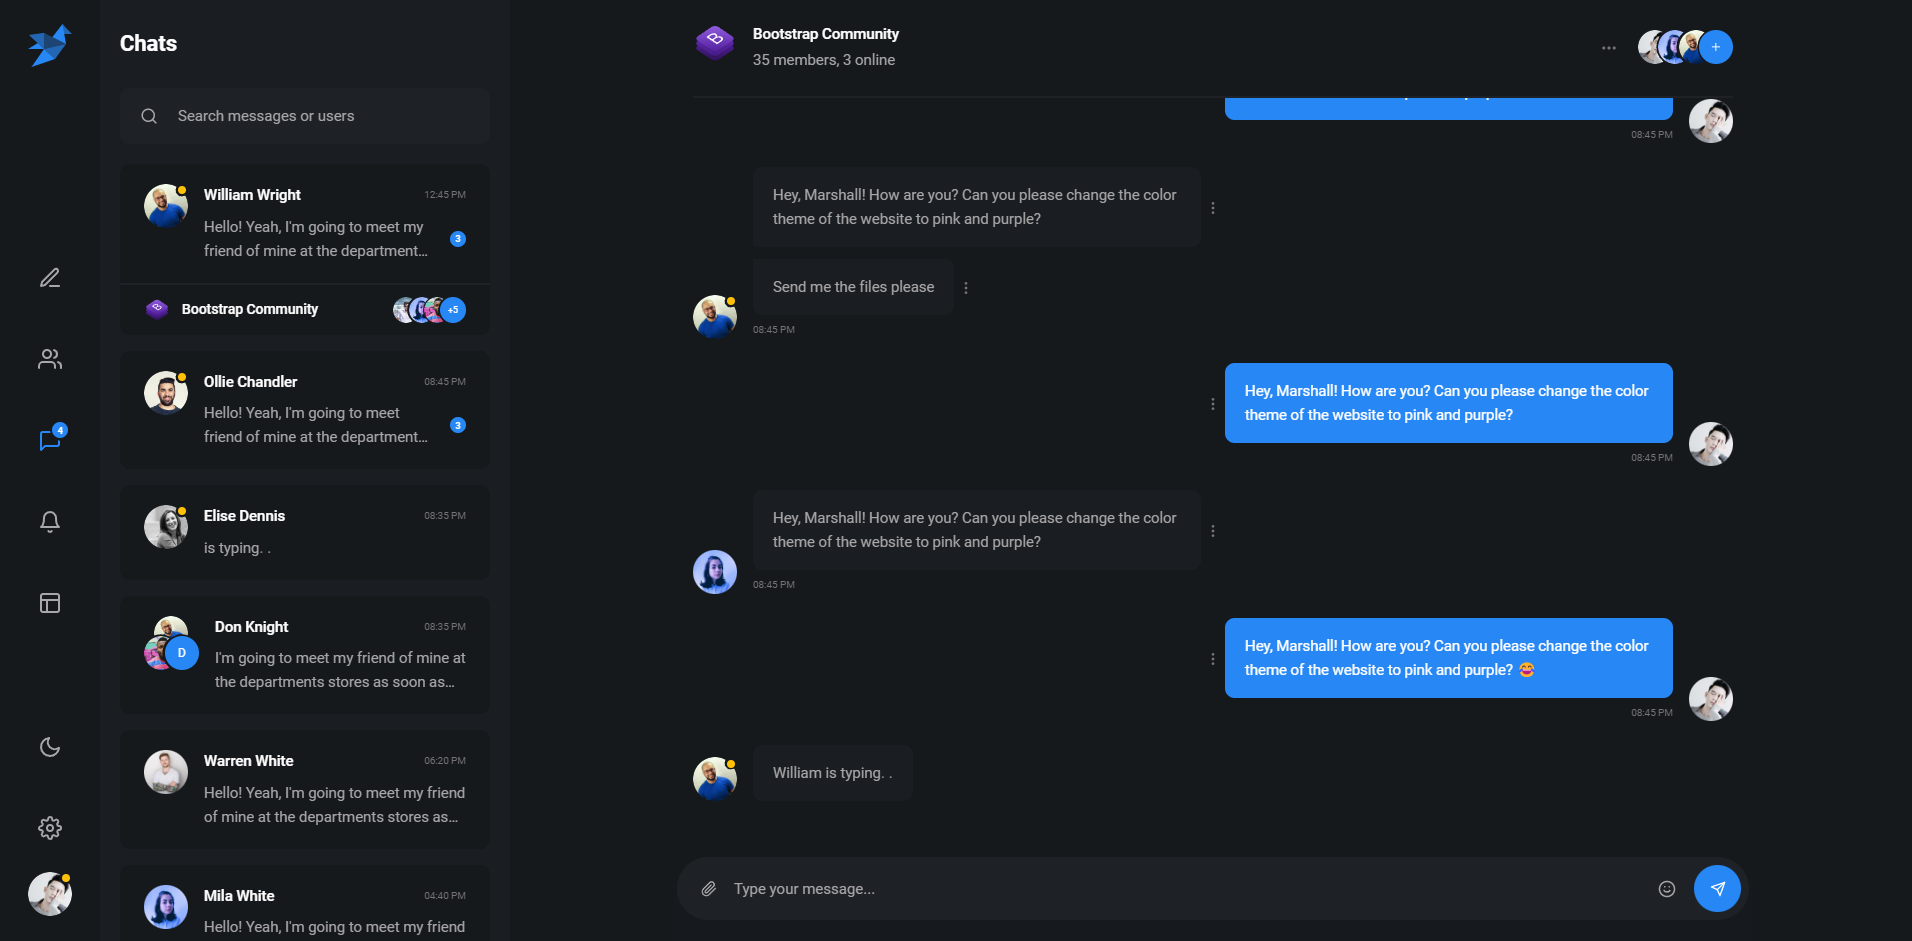 Chats
Search messages or users
William Wright
12:45 PM
Hello! Yeah, I'm going to meet my
friend of mine at the department...
3
Bootstrap Community
+5
Ollie Chandler
08:45 PM
Hello! Yeah, I'm going to meet
friend of mine at the department...
3
Elise Dennis
08:35 PM
is typing. .
Don Knight
08:35 PM
D
I'm going to meet my friend of mine at
the departments stores as soon as...
Warren White
06:20 PM
Hello! Yeah, I'm going to meet my friend
of mine at the departments stores as...
Mila White
04:40 PM
Hello! Yeah, I'm going to meet my friend
4
B
Bootstrap Community
35 members, 3 online
08:45 PM
Hey, Marshall! How are you? Can you please change the color
theme of the website to pink and purple?
Send me the files please
08:45 PM
Hey, Marshall! How are you? Can you please change the color
theme of the website to pink and purple?
08:45 PM
Hey, Marshall! How are you? Can you please change the color
theme of the website to pink and purple?
08:45 PM
Hey, Marshall! How are you? Can you please change the color
theme of the website to pink and purple? 😂
08:45 PM
William is typing. .
Type your message...